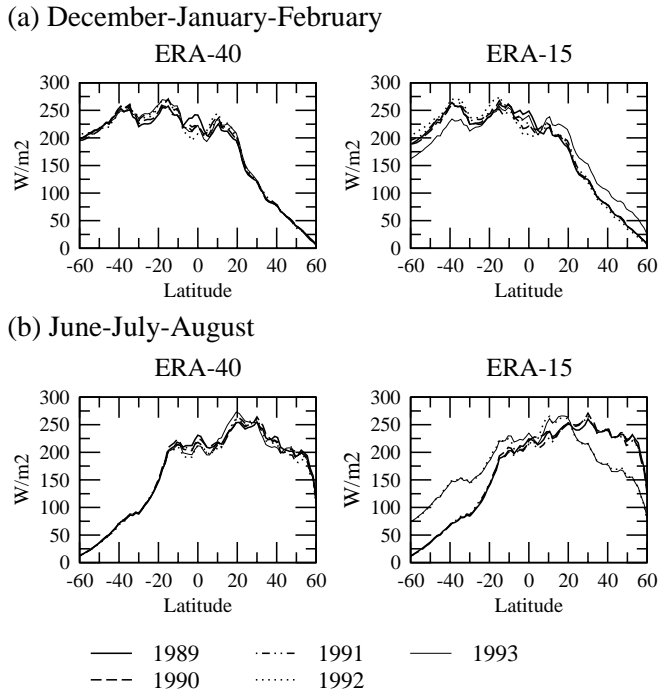 (a) December-January-February
ERA-40 ERA-15
300 300
250 250
200 200
150 150
100 100
50 50
0 0
W/m2 W/m2
-60 -40 -20 0 20 40 60 -60 -40 -20 0 20 40 60
Latitude Latitude
(b) June-July-August
ERA-40 ERA-15
300 300
250 250
200 200
150 150
100 100
50 50
0 0
W/m2 W/m2
-60 -40 -20 0 20 40 60 -60 -40 -20 0 20 40 60
Latitude Latitude
1989 1991 1993
1990 1992